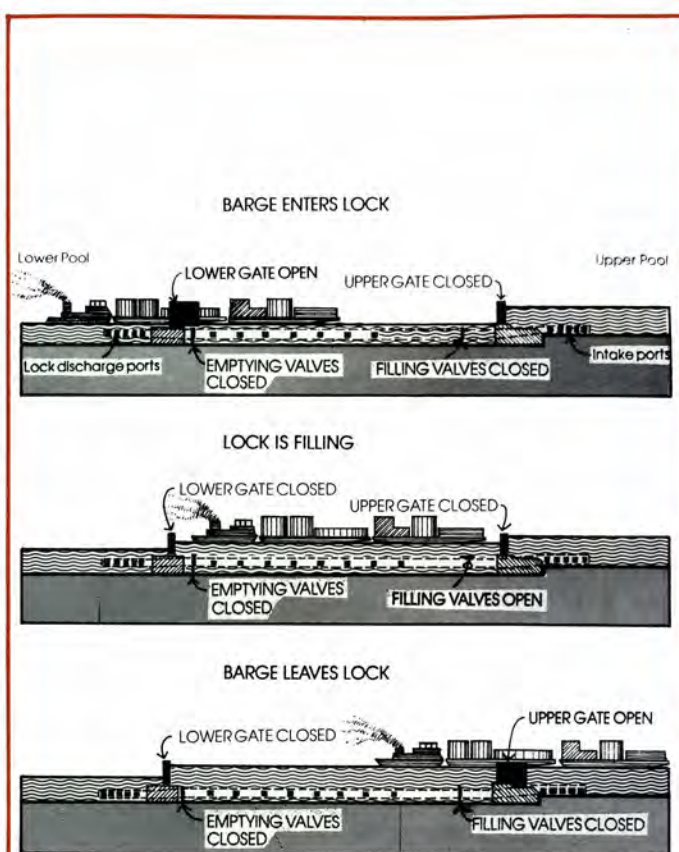 BARGE ENTERS LOCK
Lower Pool
Upper Pool
LOWER GATE OPEN
UPPER GATE CLOSED
Lock discharge ports
EMPTYING VALVES
CLOSED
FILLING VALVES CLOSED
Intake ports
LOCK IS FILLING
LOWER GATE CLOSED
UPPER GATE CLOSED
EMPTYING VALVES
CLOSED
FILLING VALVES OPEN
BARGE LEAVES LOCK
LOWER GATE CLOSED
UPPER GATE OPEN
EMPTYING VALVES
CLOSED
FILLING VALVES CLOSED